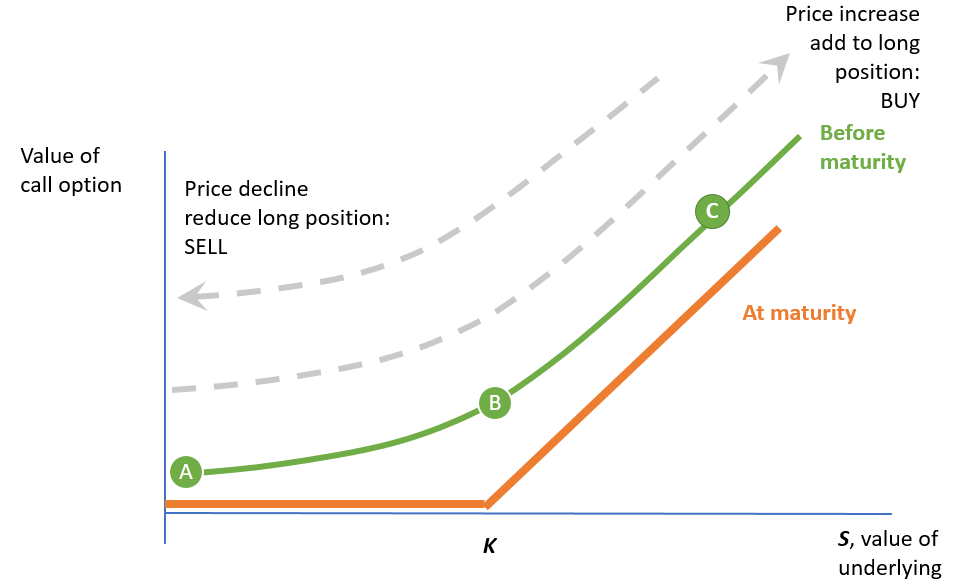 Price increase
add to long
position:
BUY
Before
maturity
Value of
call option
Price decline
reduce long position:
SELL
C
At maturity
B
A
K
S, value of
underlying